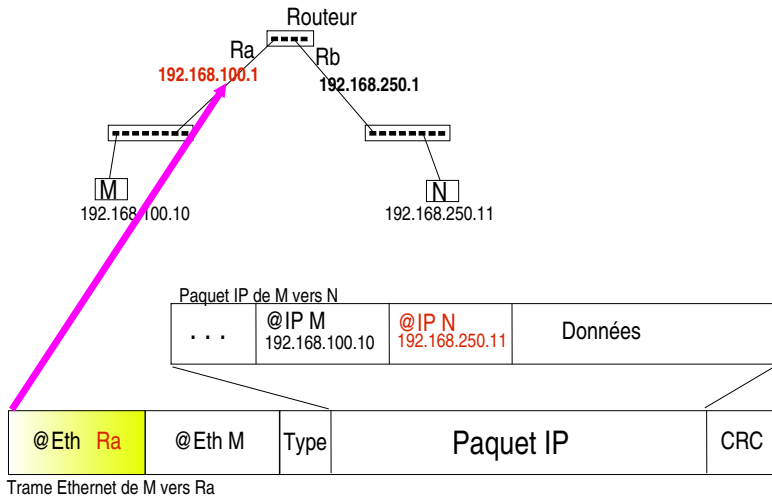 Routeur
Ra
Rb
192.168.100.1
192.168.250.1
M
N
192.168.100.10
192.168.250.11
Paquet IP de M vers N
. . .
@IP M
192.168.100.10
@IP N
192.168.250.11
Données
@Eth Ra
@Eth M
Type
Paquet IP
CRC
Trame Ethernet de M vers Ra